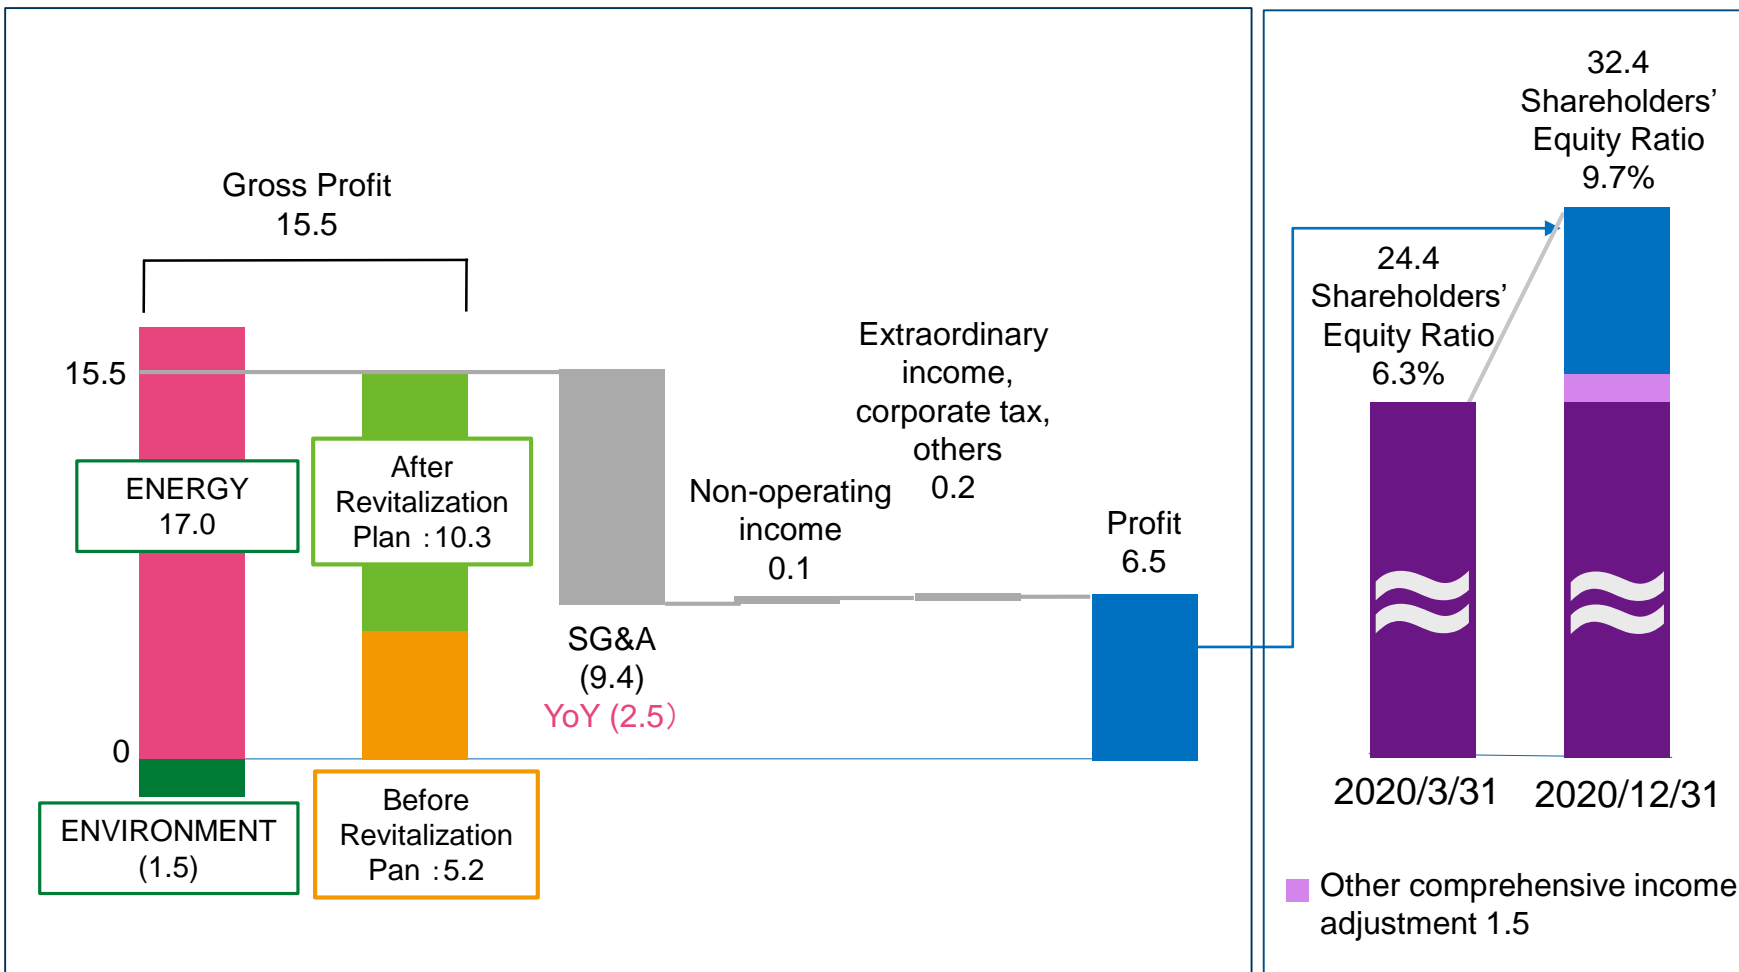 Gross Profit
15.5
15.5
0
ENERGY
17.0
ENVIRONMENT
(1.5)
After
Revitalization
Plan：10.3
Before
Revitalization
Pan：5.2
SG&A
(9.4)
YoY (2.5）
Non-operating
income
0.1
Extraordinary
income,
corporate tax,
others
0.2
Profit
6.5
24.4
Shareholders’
Equity Ratio
6.3%
32.4
Shareholders’
Equity Ratio
9.7%
2020/3/31
2020/12/31
Other comprehensive income
adjustment 1.5